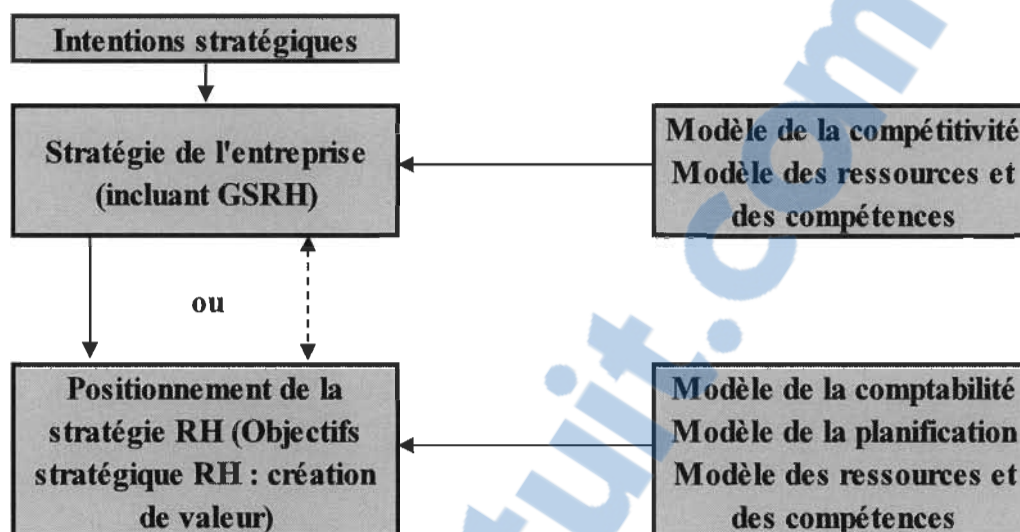 Intentions stratégiques
Stratégie de l'entreprise
(incluant GSRH)
Modèle de la compétitivité
Modèle des ressources et
des compétences
ou
Positionnement de la
stratégie RH (Objectifs
stratégique RH : création
de valeur)
Modèle de la comptabilité
Modèle de la planification
Modèle des ressources et
des compétences
tuit.com